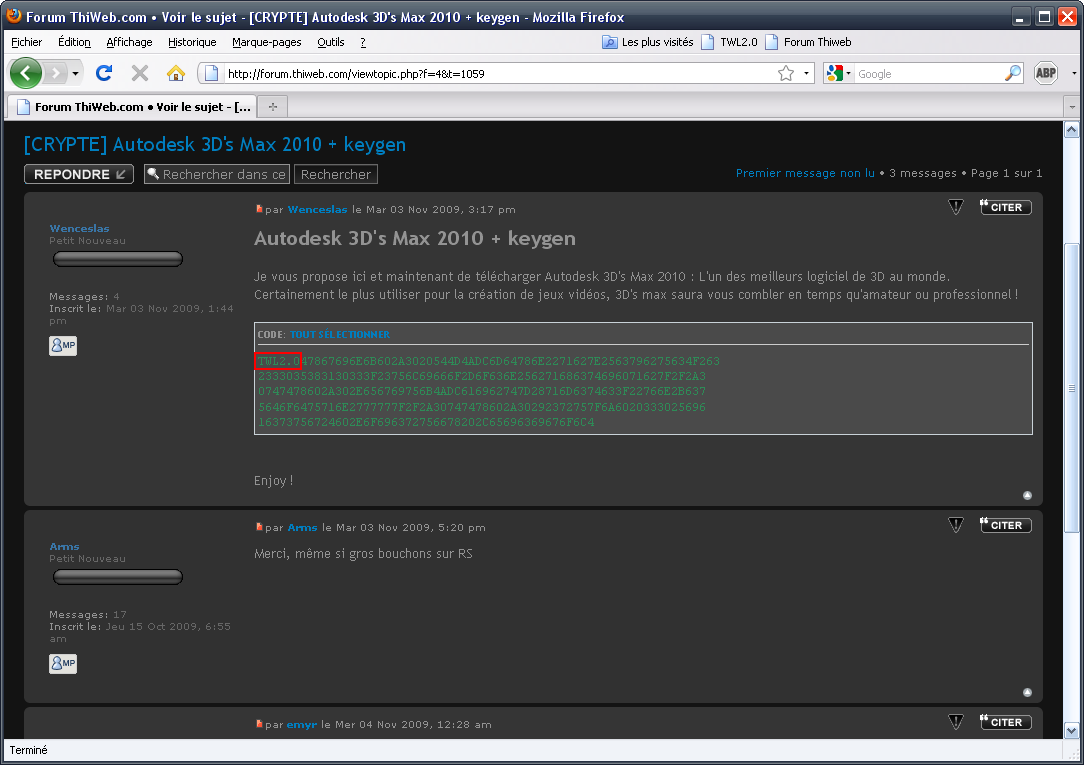 Forum ThiWeb.com • Voir le sujet - [CRYPTE] Autodesk 3D's Max 2010 + keygen - Mozilla Firefox
Fichier Édition Affichage Historique Marque-pages Outils ? Les plus visités TWL2.0 Forum Thiweb
http://forum.thiweb.com/viewtopic.php?f=4&t=1059 Google ABP
Forum ThiWeb.com • Voir le sujet - [...
[CRYPTE] Autodesk 3D's Max 2010 + keygen
REPONDRE Rechercher dans ce Rechercher Premier message non lu • 3 messages • Page 1 sur 1
par Wenceslas le Mar 03 Nov 2009, 3:17 pm CITER
Wenceslas
Petit Nouveau
Messages: 4
Inscrit le: Mar 03 Nov 2009, 1:44
pm
MP
Autodesk 3D's Max 2010 + keygen
Je vous propose ici et maintenant de télécharger Autodesk 3D's Max 2010 : L'un des meilleurs logiciel de 3D au monde.
Certainement le plus utiliser pour la création de jeux vidéos, 3D's max saura vous combler en temps qu'amateur ou professionnel !
CODE: TOUT SÉLECTIONNER
TWL2.047867696E6B602A3020544D4ADC6D64786E2271627E2563796275634F263
2333035383130333F23756C69666F2D6F636E256271686374696071627F2F2A3
0747478602A302E656769756B4ADC616962747D28716D6374633F22766E2B637
5646F6475716E2777777F2F2A30747478602A30292372757F6A6020333025696
16373756724602E6F696372756678202C65696369676F6C4
Enjoy !
par Arms le Mar 03 Nov 2009, 5:20 pm CITER
Arms
Petit Nouveau
Messages: 17
Inscrit le: Jeu 15 Oct 2009, 6:55
am
MP
Merci, même si gros bouchons sur RS
par emyr le Mer 04 Nov 2009, 12:28 am CITER
Terminé